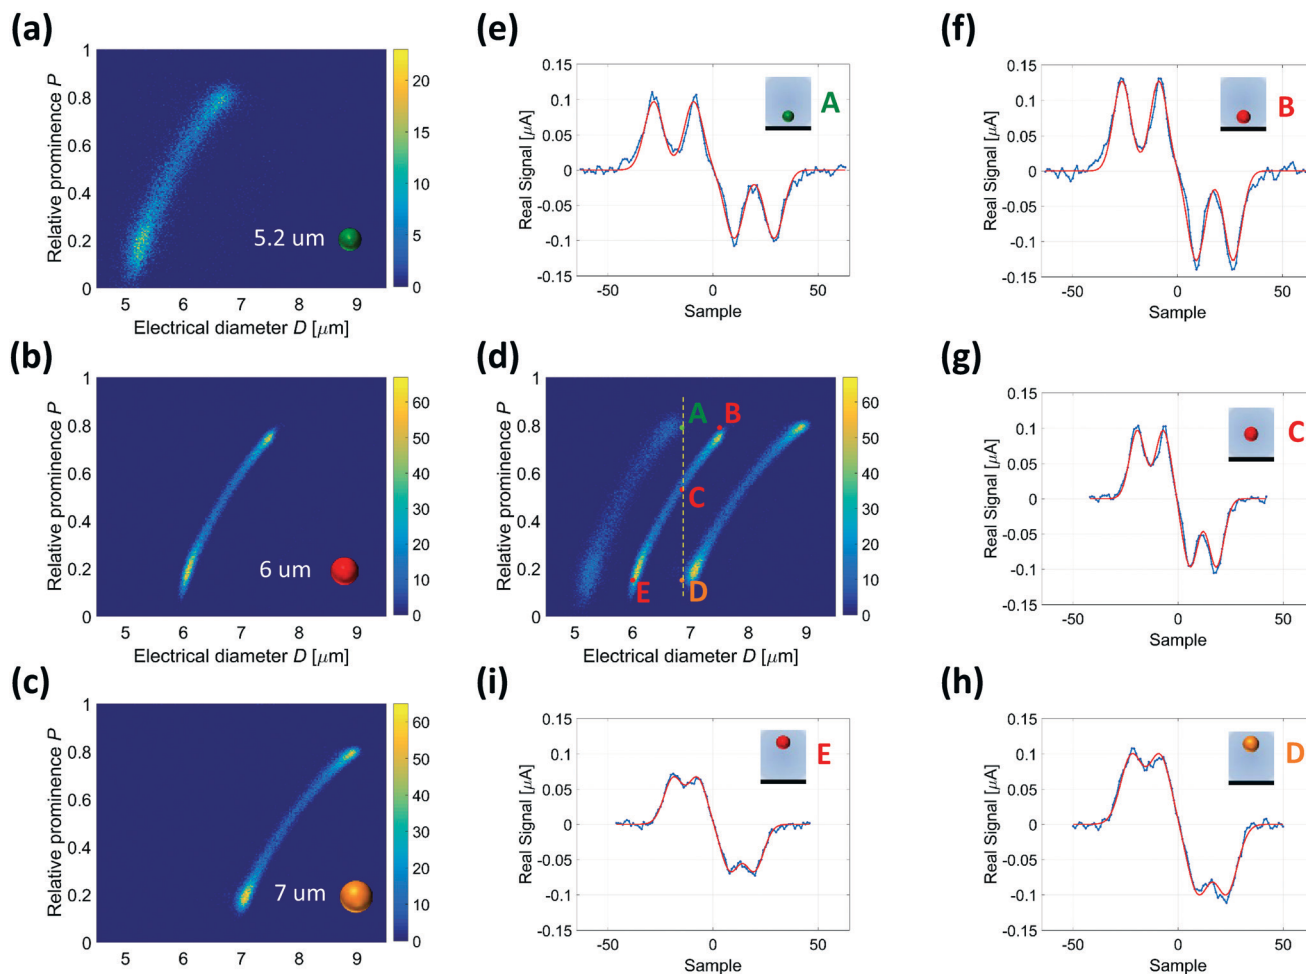 (a)
Relative prominence P
1
0.8
0.6
0.4
0.2
0
5 6 7 8 9
Electrical diameter D [μm]
5.2 um
20
15
10
5
0
(e)
Real Signal [μA]
0.15
0.1
0.05
0
-0.05
-0.1
-0.15
-50 0 50
Sample
A
(f)
Real Signal [μA]
0.15
0.1
0.05
0
-0.05
-0.1
-0.15
-50 0 50
Sample
B
(b)
Relative prominence P
1
0.8
0.6
0.4
0.2
0
5 6 7 8 9
Electrical diameter D [μm]
6 um
60
50
40
30
20
10
0
(d)
Relative prominence P
1
0.8
0.6
0.4
0.2
0
5 6 7 8 9
Electrical diameter D [μm]
A
B
C
E
D
60
50
40
30
20
10
0
(g)
Real Signal [μA]
0.15
0.1
0.05
0
-0.05
-0.1
-0.15
-50 0 50
Sample
C
(c)
Relative prominence P
1
0.8
0.6
0.4
0.2
0
5 6 7 8 9
7 um
60
50
40
30
20
10
0
(i)
Real Signal [μA]
0.15
0.1
0.05
0
-0.05
-0.1
-0.15
-50 0 50
Sample
E
(h)
Real Signal [μA]
0.15
0.1
0.05
0
-0.05
-0.1
-0.15
-50 0 50
Sample
D